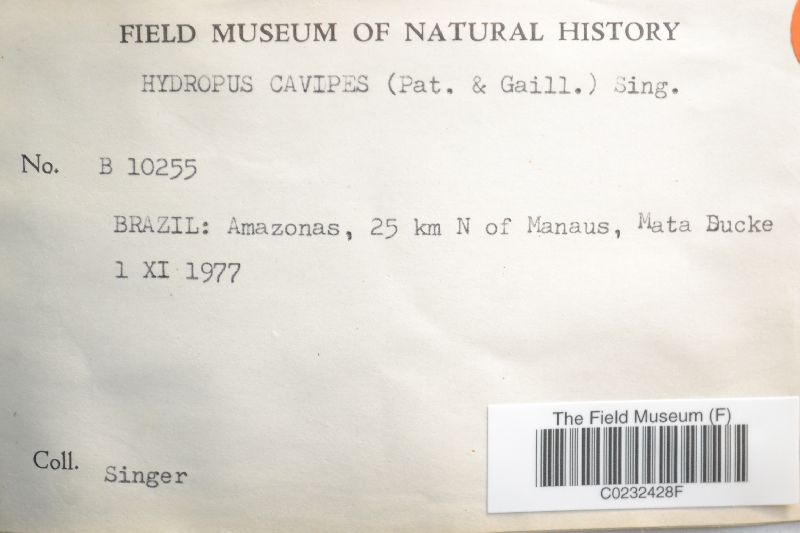 FIELD MUSEUM OF NATURAL HISTORY
HYDROPUS CAVIPES (Pat. & Gaill.) Sing.
No. B 10255
BRAZIL: Amazonas, 25 km N of Manaus, Mata Bucke
1 XI 1977
The Field Museum (F)
C0232428F
Coll. Singer